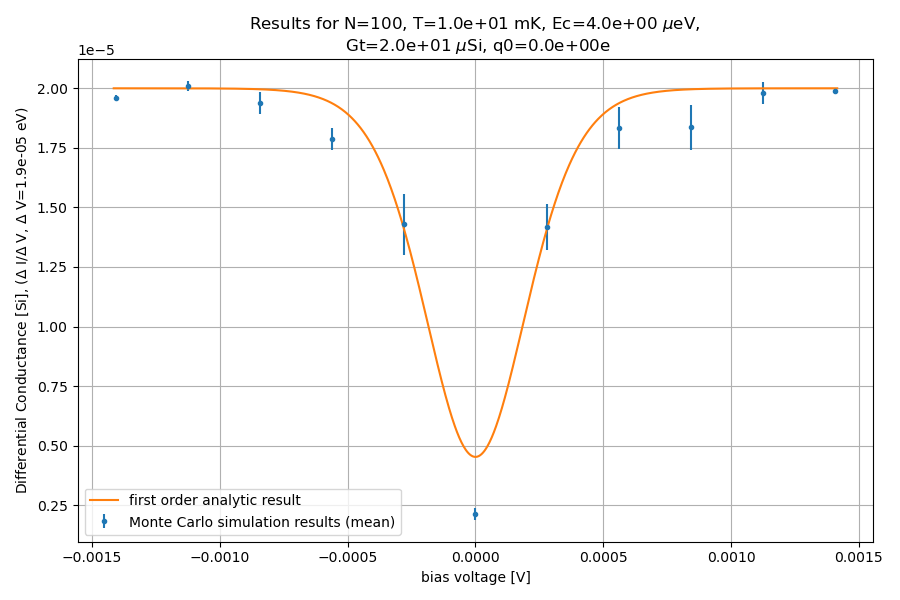 Results for N=100, T=1.0e+01 mK, Ec=4.0e+00 μeV,
Gt=2.0e+01 μSi, q0=0.0e+00e
1e−5
2.00
1.75
1.50
1.25
1.00
0.75
0.50
0.25
Differential Conductance [Si], (Δ I/Δ V, Δ V=1.9e-05 eV)
first order analytic result
Monte Carlo simulation results (mean)
−0.0015 −0.0010 −0.0005 0.0000 0.0005 0.0010 0.0015
bias voltage [V]